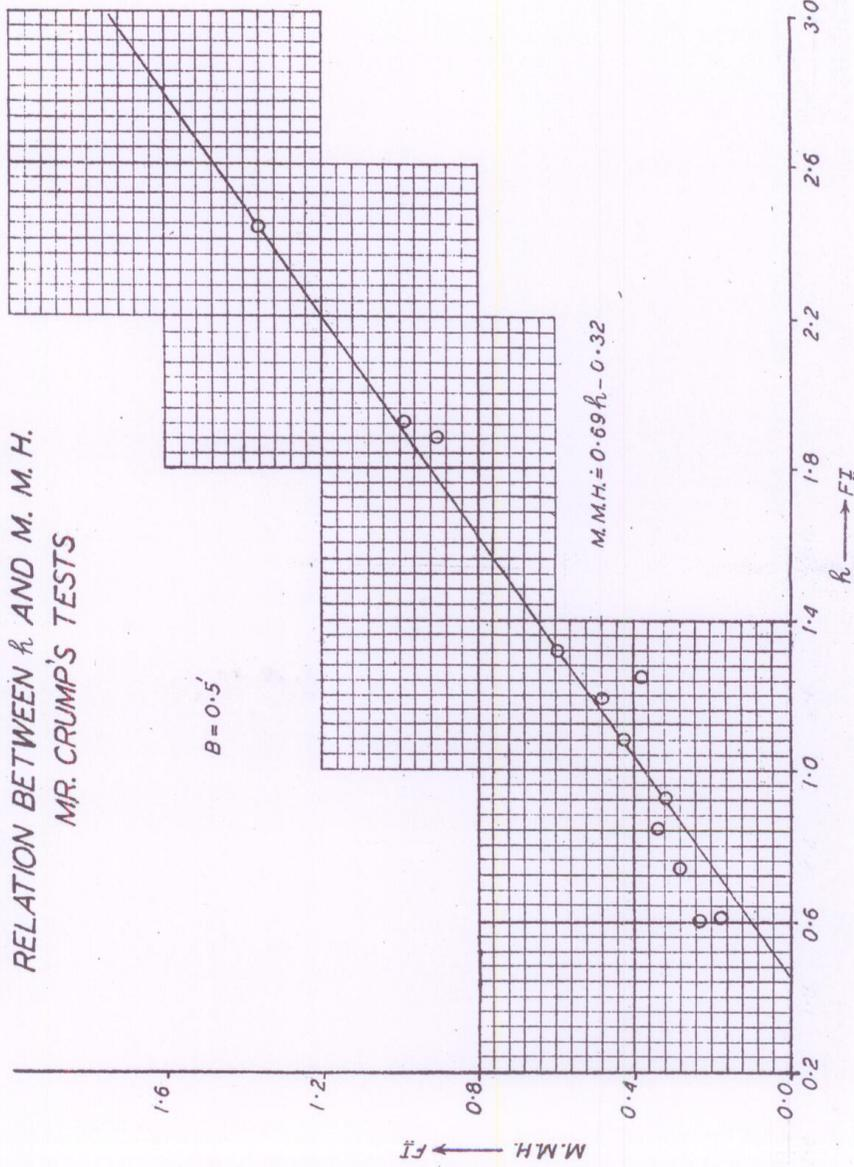 RELATION BETWEEN h AND M. M. H.
MR. CRUMP'S TESTS
B = 0.5'
M.M.H. = 0.69h - 0.32
M.M.H. → FT
1.6
1.2
0.8
0.4
0.0
0.2
0.6
1.0
1.4
1.8
2.2
2.6
3.0
h → FT